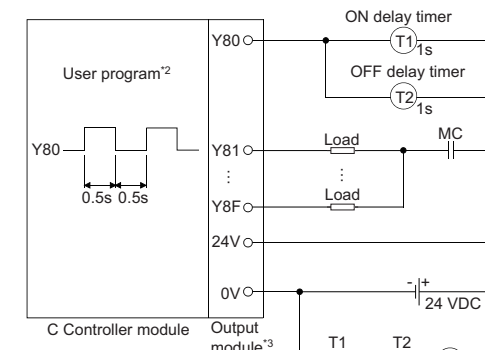 ON delay timer
Y80
T1
1s
User program*2
OFF delay timer
T2
1s
Y80
0.5s 0.5s
Y81
Load
MC
⋮
⋮
Y8F
Load
24V
0V
- +
24 VDC
C Controller module
Output
module*3
T1 T2